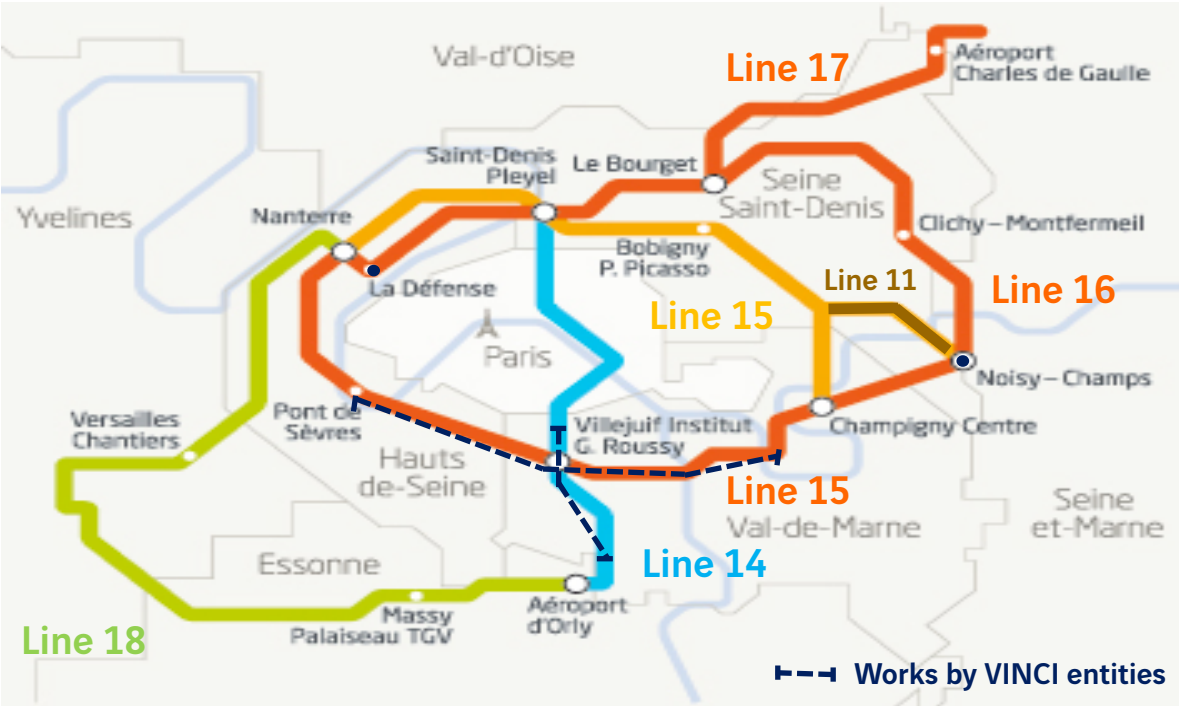 Val-d'Oise
Line 17
Aéroport
Charles de Gaulle
Saint-Denis
Pleyel
Le Bourget
Seine
Saint-Denis
Yvelines
Nanterre
Clichy – Montfermeil
Bobigny
P. Picasso
La Défense
Line 11
Line 16
Line 15
Paris
Noisy – Champs
Pont de
Sèvres
Versailles
Chantiers
Villejuif Institut
G. Roussy
Champigny Centre
Hauts
de-Seine
Line 15
Seine
et-Marne
Val-de-Marne
Essonne
Line 14
Aéroport
d'Orly
Massy
Palaiseau TGV
Line 18
Works by VINCI entities